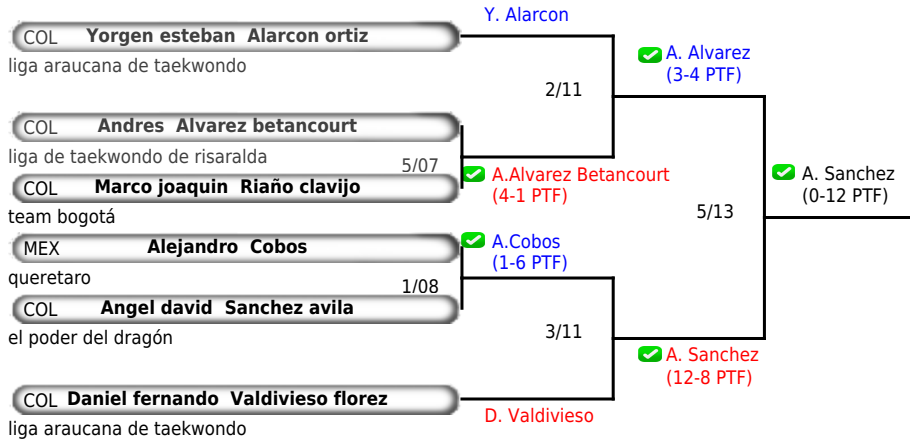 Y. Alarcon
COL Yorgen esteban Alarcon ortiz
liga araucana de taekwondo
A. Alvarez
(3-4 PTF)
2/11
COL Andres Alvarez betancourt
liga de taekwondo de risaralda
5/07
COL Marco joaquin Riaño clavijo
team bogotá
A.Alvarez Betancourt
(4-1 PTF)
A. Sanchez
(0-12 PTF)
5/13
MEX Alejandro Cobos
queretaro
A.Cobos
(1-6 PTF)
1/08
COL Angel david Sanchez avila
el poder del dragón
3/11
A. Sanchez
(12-8 PTF)
COL Daniel fernando Valdivieso florez
liga araucana de taekwondo
D. Valdivieso